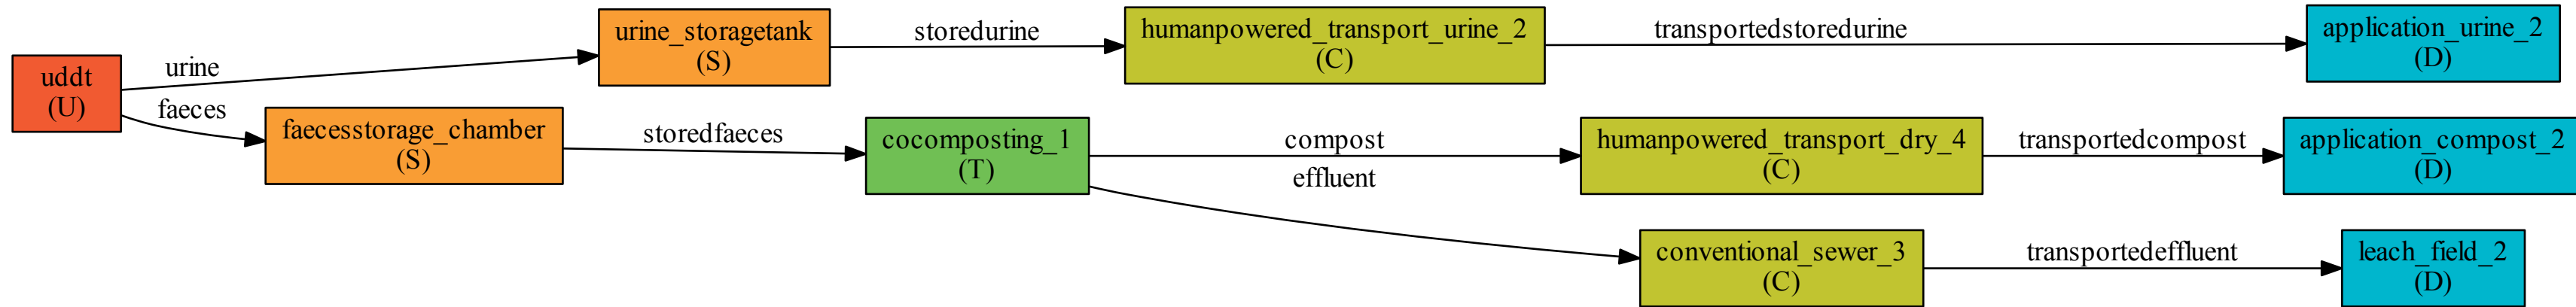 uddt
(U)
urine
faeces
urine_storagetank
(S)
faecesstorage_chamber
(S)
storedurine
storedfaeces
humanpowered_transport_urine_2
(C)
cocomposting_1
(T)
transportedstoredurine
compost
effluent
humanpowered_transport_dry_4
(C)
conventional_sewer_3
(C)
transportedcompost
transportedeffluent
application_urine_2
(D)
application_compost_2
(D)
leach_field_2
(D)